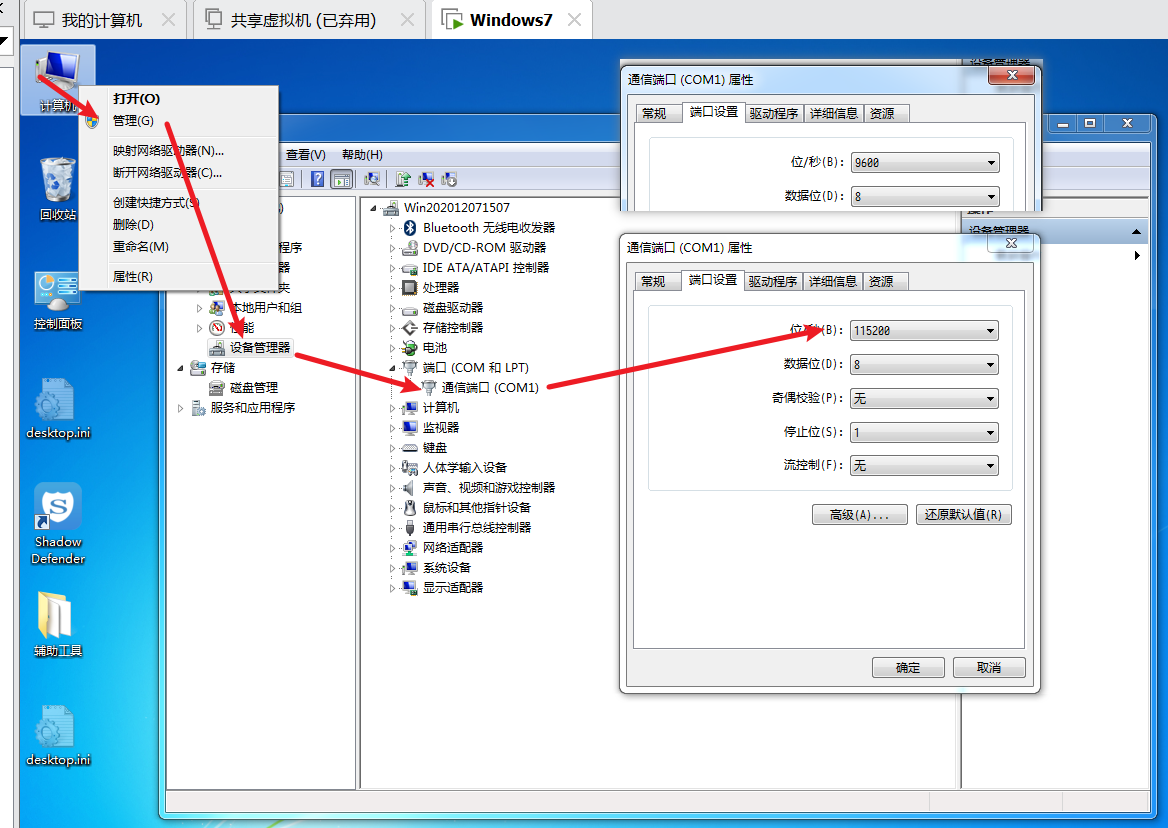 我的计算机
共享虚拟机 (已弃用)
Windows7
计算机
打开(O)
管理(G)
映射网络驱动器(N)...
断开网络驱动器(C)...
创建快捷方式(S)
删除(D)
重命名(M)
属性(R)
回收站
控制面板
desktop.ini
Shadow
Defender
辅助工具
desktop.ini
查看(V)
帮助(H)
程序
器
本地用户和组
性能
设备管理器
存储
磁盘管理
服务和应用程序
Win202012071507
Bluetooth 无线电收发器
DVD/CD-ROM 驱动器
IDE ATA/ATAPI 控制器
处理器
磁盘驱动器
存储控制器
电池
端口 (COM 和 LPT)
通信端口 (COM1)
计算机
监视器
键盘
人体学输入设备
声音、视频和游戏控制器
鼠标和其他指针设备
通用串行总线控制器
网络适配器
系统设备
显示适配器
通信端口 (COM1) 属性
常规
端口设置
驱动程序
详细信息
资源
位/秒(B):
9600
数据位(D):
8
设备管理器
通信端口 (COM1) 属性
常规
端口设置
驱动程序
详细信息
资源
位/秒(B):
115200
数据位(D):
8
奇偶校验(P):
无
停止位(S):
1
流控制(F):
无
高级(A)...
还原默认值(R)
确定
取消